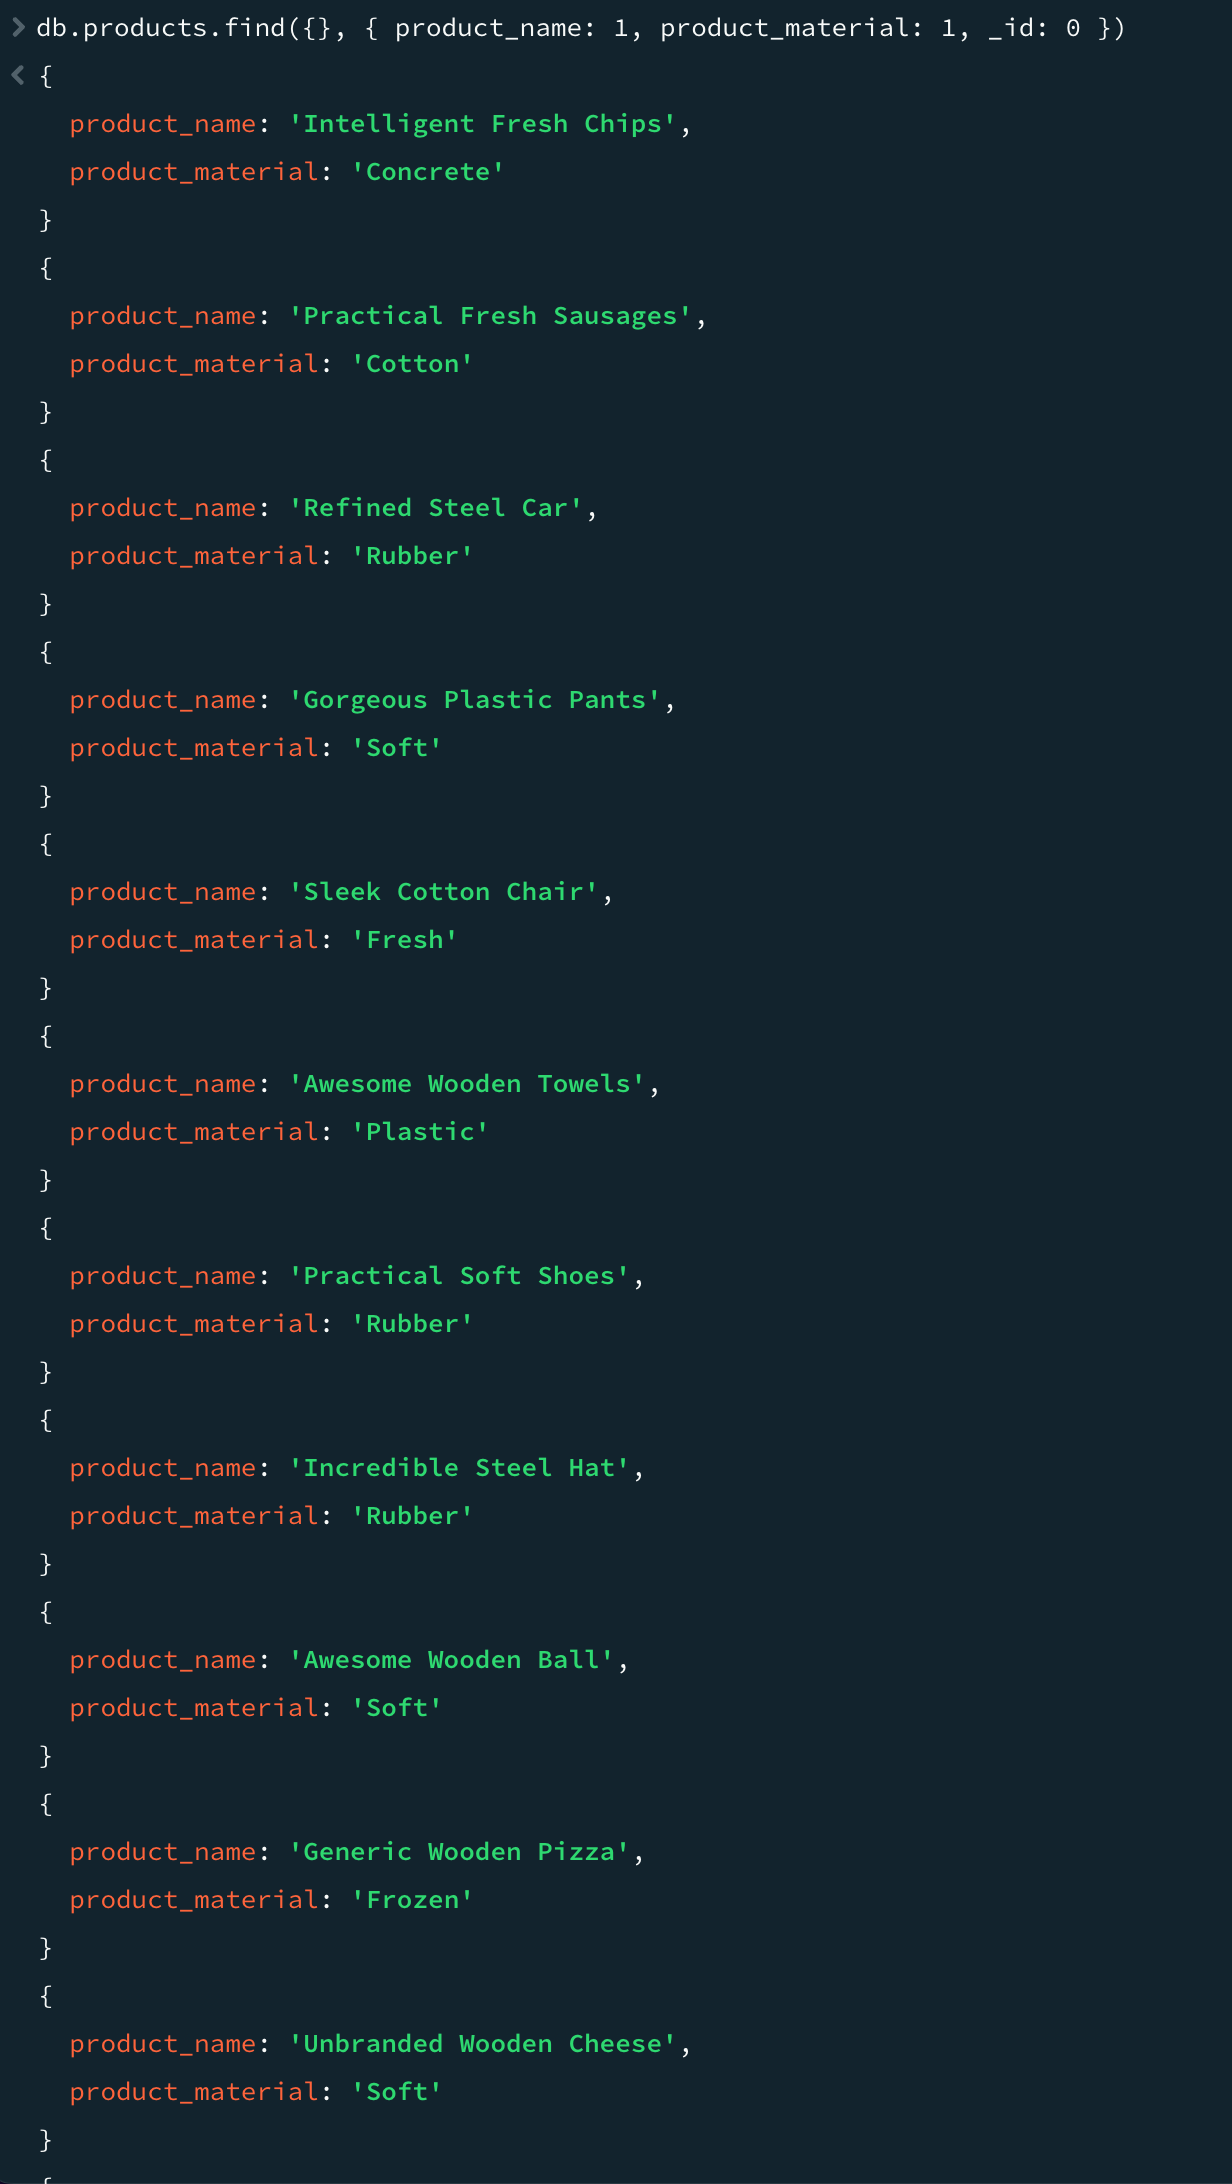 > db.products.find({}, { product_name: 1, product_material: 1, _id: 0 })
< {
product_name: 'Intelligent Fresh Chips',
product_material: 'Concrete'
}
{
product_name: 'Practical Fresh Sausages',
product_material: 'Cotton'
}
{
product_name: 'Refined Steel Car',
product_material: 'Rubber'
}
{
product_name: 'Gorgeous Plastic Pants',
product_material: 'Soft'
}
{
product_name: 'Sleek Cotton Chair',
product_material: 'Fresh'
}
{
product_name: 'Awesome Wooden Towels',
product_material: 'Plastic'
}
{
product_name: 'Practical Soft Shoes',
product_material: 'Rubber'
}
{
product_name: 'Incredible Steel Hat',
product_material: 'Rubber'
}
{
product_name: 'Awesome Wooden Ball',
product_material: 'Soft'
}
{
product_name: 'Generic Wooden Pizza',
product_material: 'Frozen'
}
{
product_name: 'Unbranded Wooden Cheese',
product_material: 'Soft'
}
{